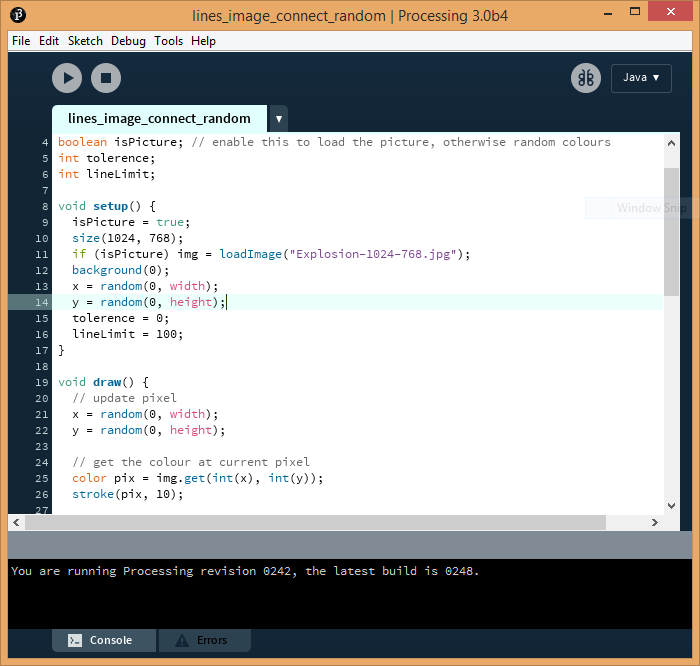 lines_image_connect_random | Processing 3.0b4
File Edit Sketch Debug Tools Help
Java ▼
lines_image_connect_random ▼
4 boolean isPicture; // enable this to load the picture, otherwise random colours
5 int tolerence;
6 int lineLimit;
7
8 void setup() {
9 isPicture = true;
10 size(1024, 768);
11 if (isPicture) img = loadImage("Explosion-1024-768.jpg");
12 background(0);
13 x = random(0, width);
14 y = random(0, height);
15 tolerence = 0;
16 lineLimit = 100;
17 }
18
19 void draw() {
20 // update pixel
21 x = random(0, width);
22 y = random(0, height);
23
24 // get the colour at current pixel
25 color pix = img.get(int(x), int(y));
26 stroke(pix, 10);
27
Window Snip
You are running Processing revision 0242, the latest build is 0248.
Console Errors